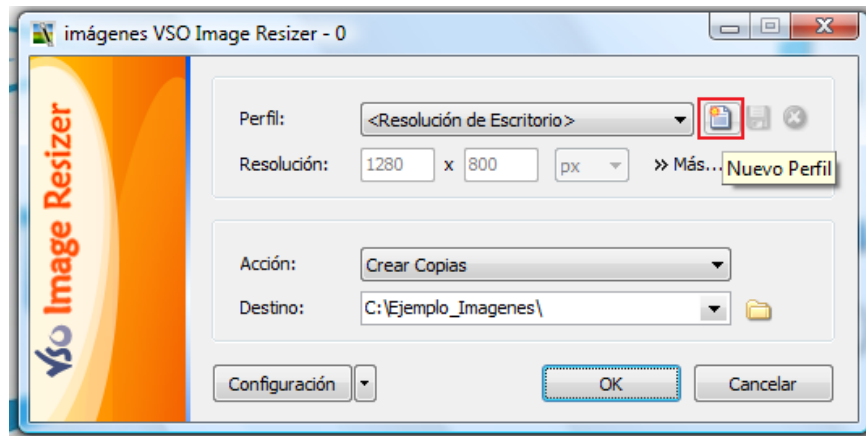 imágenes VSO Image Resizer - 0
VSO Image Resizer
Perfil: <Resolución de Escritorio>
Resolución: 1280 x 800 px » Más...
Nuevo Perfil
Acción: Crear Copias
Destino: C:\Ejemplo_Imagenes\
Configuración OK Cancelar